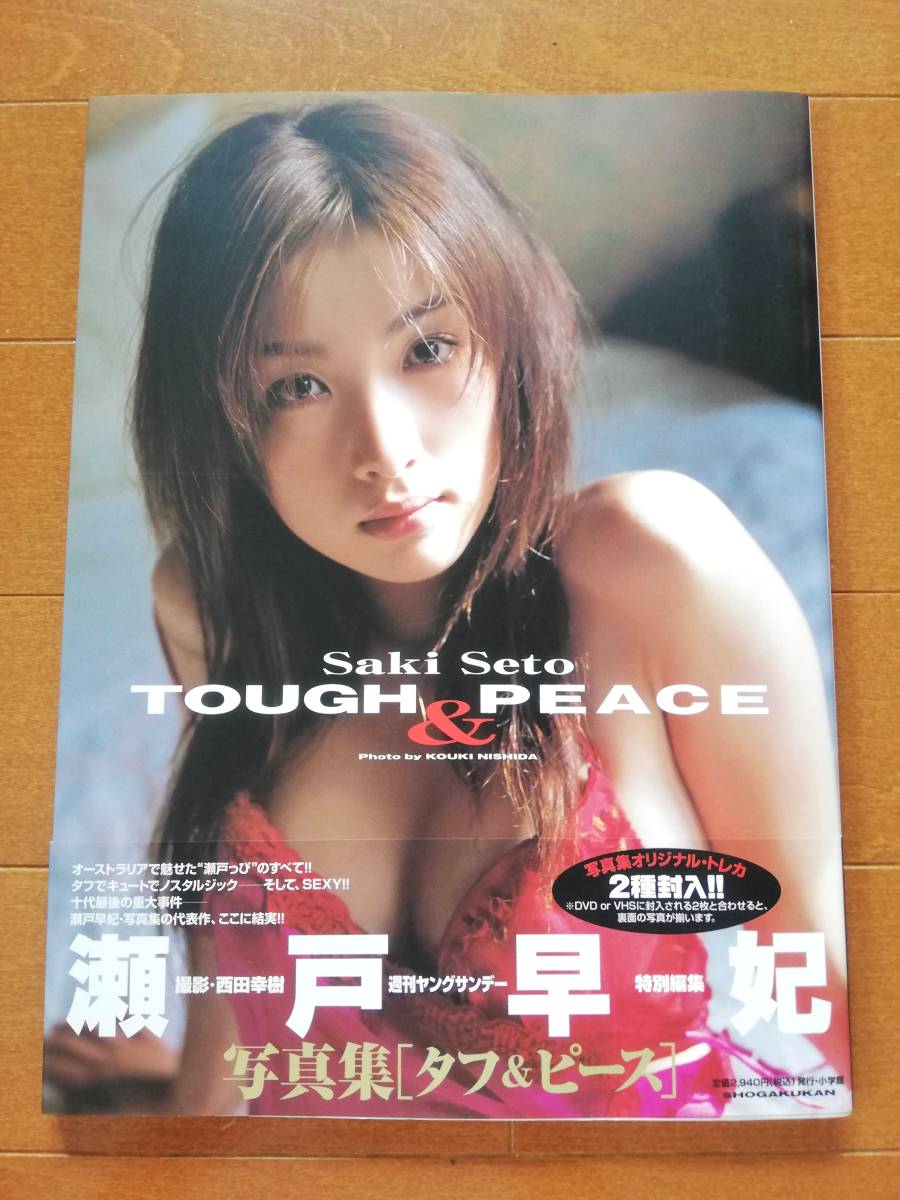 Saki Seto
TOUGH & PEACE
Photo by KOUKI NISHIDA
オーストラリアで魅せた“瀬戸っぴ”のすべて!!
タフでキュートでノスタルジック──そして、SEXY!!
十代最後の重大事件──
瀬戸早妃・写真集の代表作、ここに結実!!
写真集オリジナル・トレカ
2種封入!!
※DVD or VHSに封入される2枚と合わせると、
裏面の写真が揃います。
瀬戸早妃
撮影・西田幸樹 週刊ヤングサンデー 特別編集
写真集[タフ&ピース]
定価2,940円(税込)発行・小学館
SHOGAKUKAN